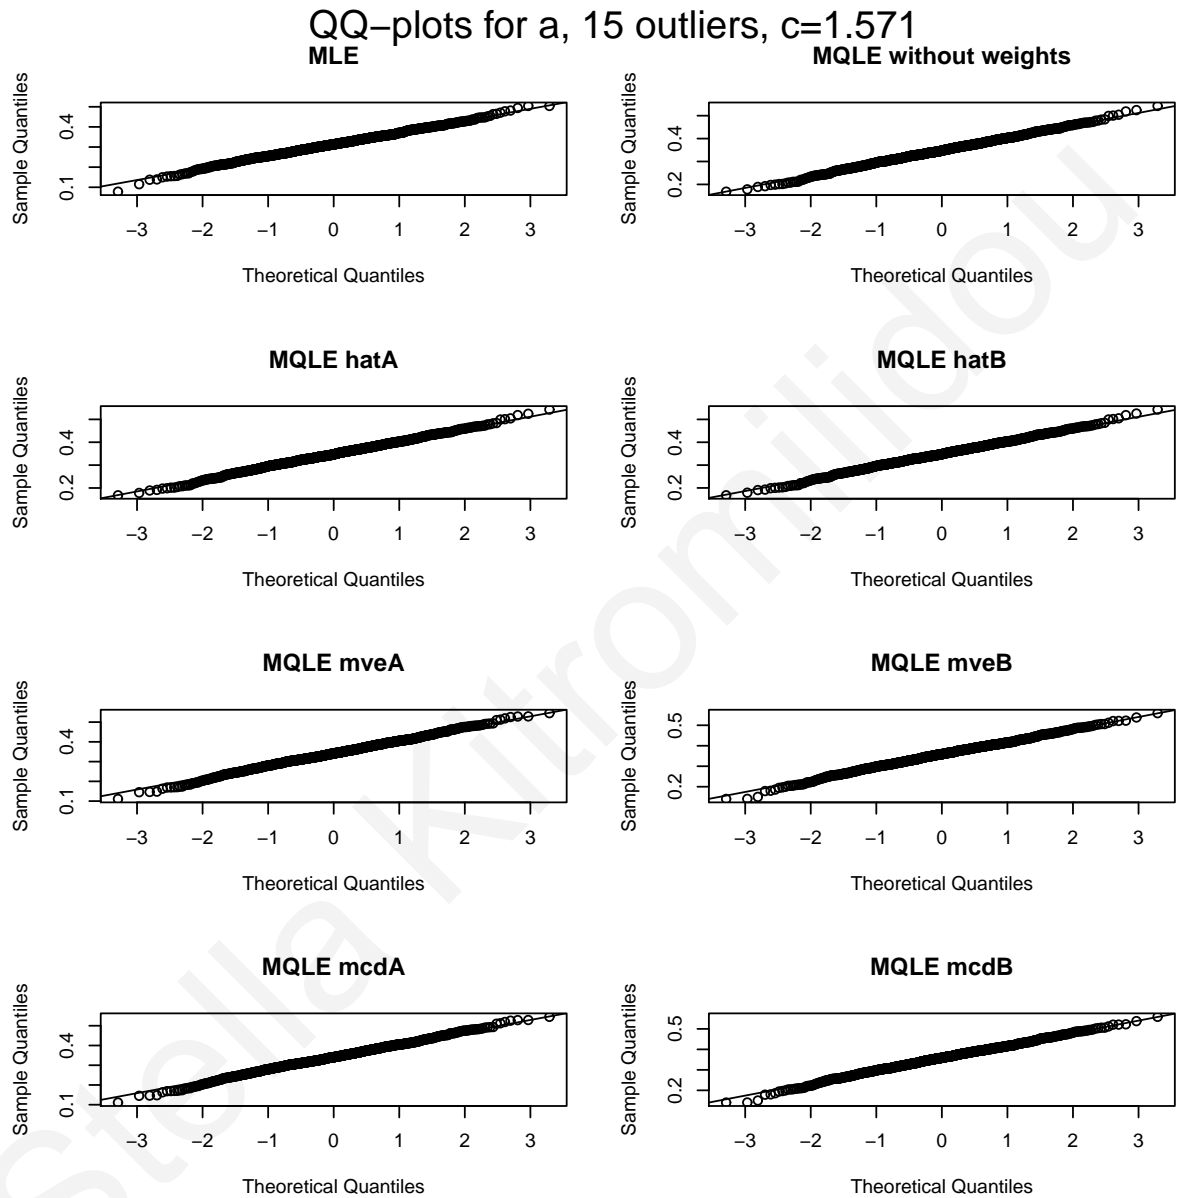 QQ−plots for a, 15 outliers, c=1.571
MLE
Sample Quantiles
0.1 0.4
−3 −2 −1 0 1 2 3
Theoretical Quantiles
MQLE without weights
Sample Quantiles
0.2 0.4
−3 −2 −1 0 1 2 3
Theoretical Quantiles
MQLE hatA
Sample Quantiles
0.2 0.4
−3 −2 −1 0 1 2 3
Theoretical Quantiles
MQLE hatB
Sample Quantiles
0.2 0.4
−3 −2 −1 0 1 2 3
Theoretical Quantiles
MQLE mveA
Sample Quantiles
0.1 0.4
−3 −2 −1 0 1 2 3
Theoretical Quantiles
MQLE mveB
Sample Quantiles
0.2 0.5
−3 −2 −1 0 1 2 3
Theoretical Quantiles
MQLE mcdA
Sample Quantiles
0.1 0.4
−3 −2 −1 0 1 2 3
Theoretical Quantiles
MQLE mcdB
Sample Quantiles
0.2 0.5
−3 −2 −1 0 1 2 3
Theoretical Quantiles
Stella Kitromilidou